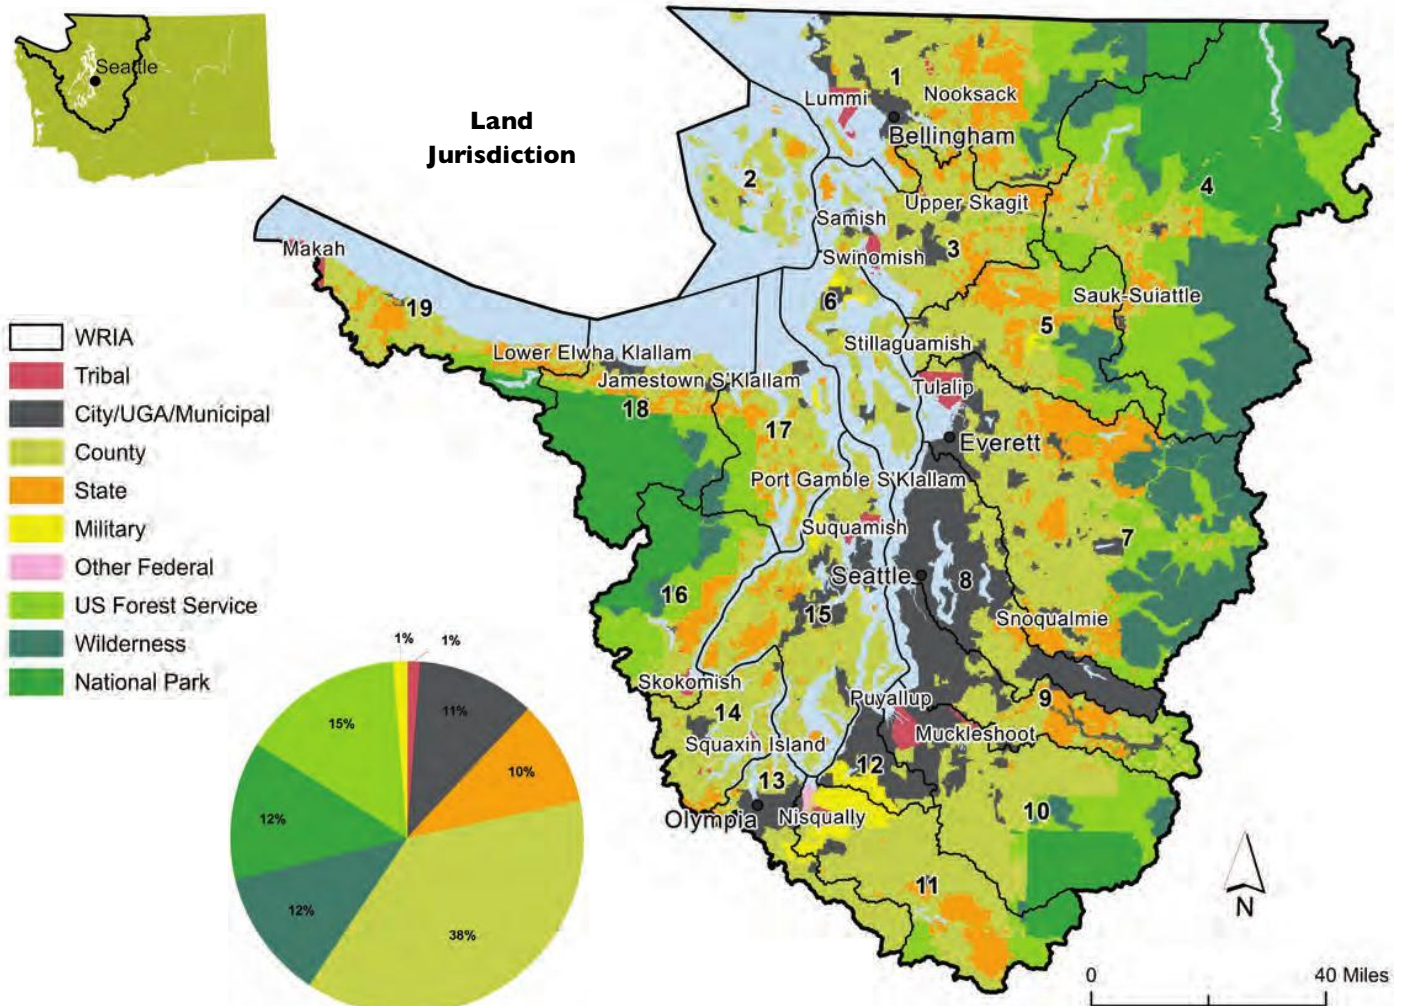 Seattle
Land
Jurisdiction
1
Lummi
Nooksack
Bellingham
2
4
Upper Skagit
Samish
3
Swinomish
Makah
6
Sauk-Suiattle
19
5
Stillaguamish
Lower Elwha Klallam
Jamestown S'Klallam
Tulalip
18
17
Everett
Port Gamble S'Klallam
Suquamish
7
Seattle
8
16
15
Snoqualmie
Skokomish
Puyallup
9
14
Muckleshoot
Squaxin Island
12
13
10
Olympia
Nisqually
11
WRIA
Tribal
City/UGA/Municipal
County
State
Military
Other Federal
US Forest Service
Wilderness
National Park
1%
1%
11%
15%
10%
12%
12%
38%
N
0
40 Miles